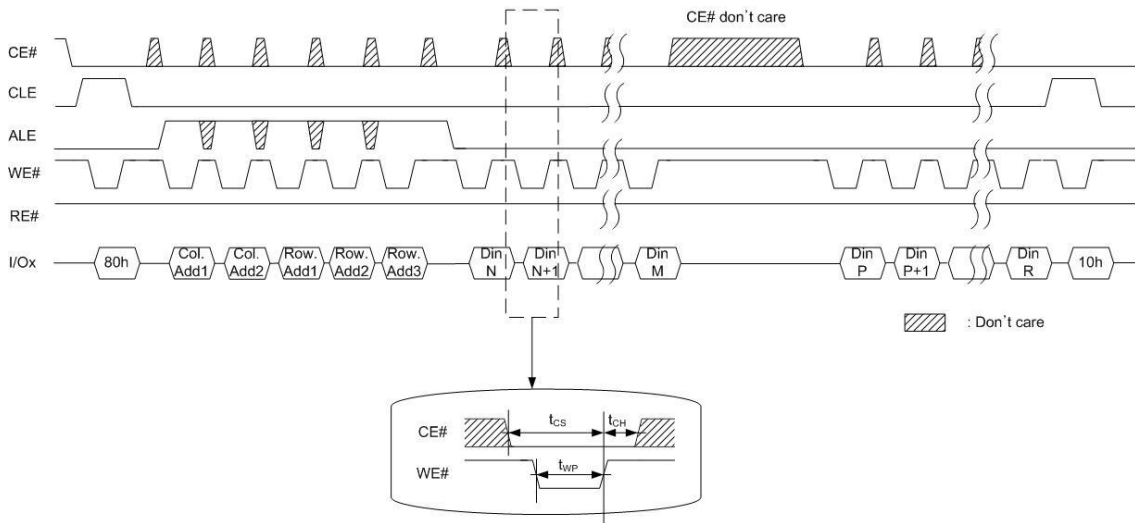 CE# don't care
CE#
CLE
ALE
WE#
RE#
I/Ox
80h
Col. Add1
Col. Add2
Row. Add1
Row. Add2
Row. Add3
Din N
Din N+1
Din M
Din P
Din P+1
Din R
10h
: Don't care
CE#
tCS
tCH
WE#
tWP